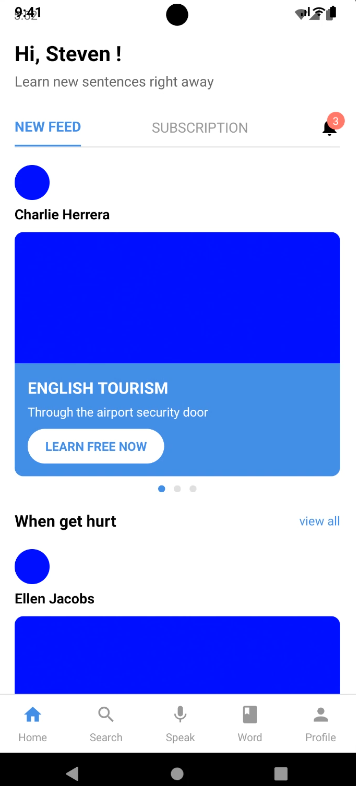 9:41
Hi, Steven !
Learn new sentences right away
NEW FEED
SUBSCRIPTION
3
Charlie Herrera
ENGLISH TOURISM
Through the airport security door
LEARN FREE NOW
When get hurt
view all
Ellen Jacobs
Home
Search
Speak
Word
Profile